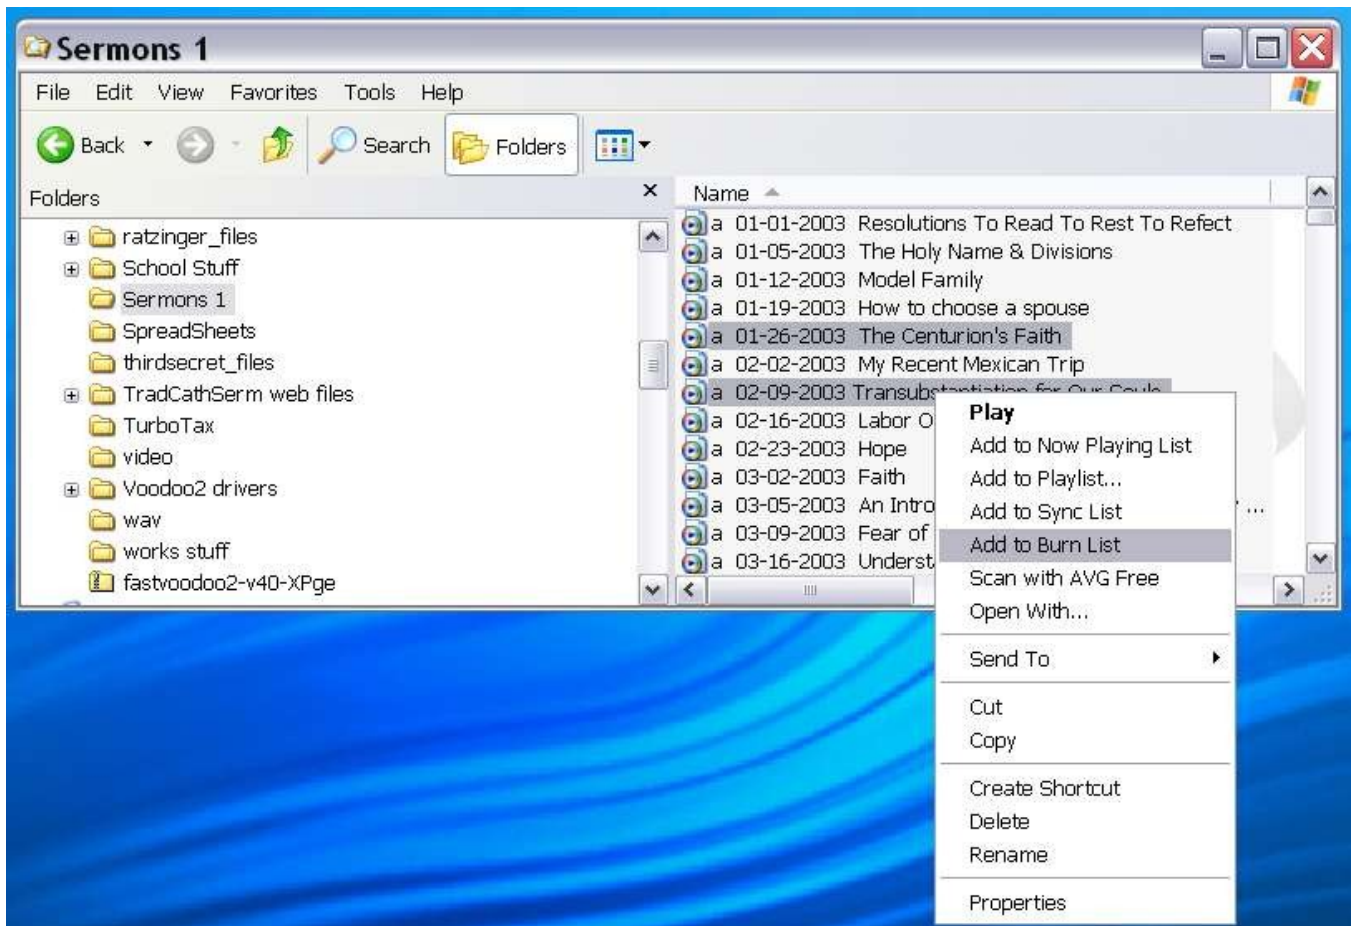 Sermons 1
File Edit View Favorites Tools Help
Back Search Folders
Folders
ratzinger_files
School Stuff
Sermons 1
SpreadSheets
thirdsecret_files
TradCathSerm web files
TurboTax
video
Voodoo2 drivers
wav
works stuff
fastvoodoo2-v40-XPge
Name
a 01-01-2003 Resolutions To Read To Rest To Refect
a 01-05-2003 The Holy Name & Divisions
a 01-12-2003 Model Family
a 01-19-2003 How to choose a spouse
a 01-26-2003 The Centurion's Faith
a 02-02-2003 My Recent Mexican Trip
a 02-09-2003 Transubstantiation for Our Souls
a 02-16-2003 Labor O
a 02-23-2003 Hope
a 03-02-2003 Faith
a 03-05-2003 An Intro ...
a 03-09-2003 Fear of
a 03-16-2003 Underst
Play
Add to Now Playing List
Add to Playlist...
Add to Sync List
Add to Burn List
Scan with AVG Free
Open With...
Send To
Cut
Copy
Create Shortcut
Delete
Rename
Properties